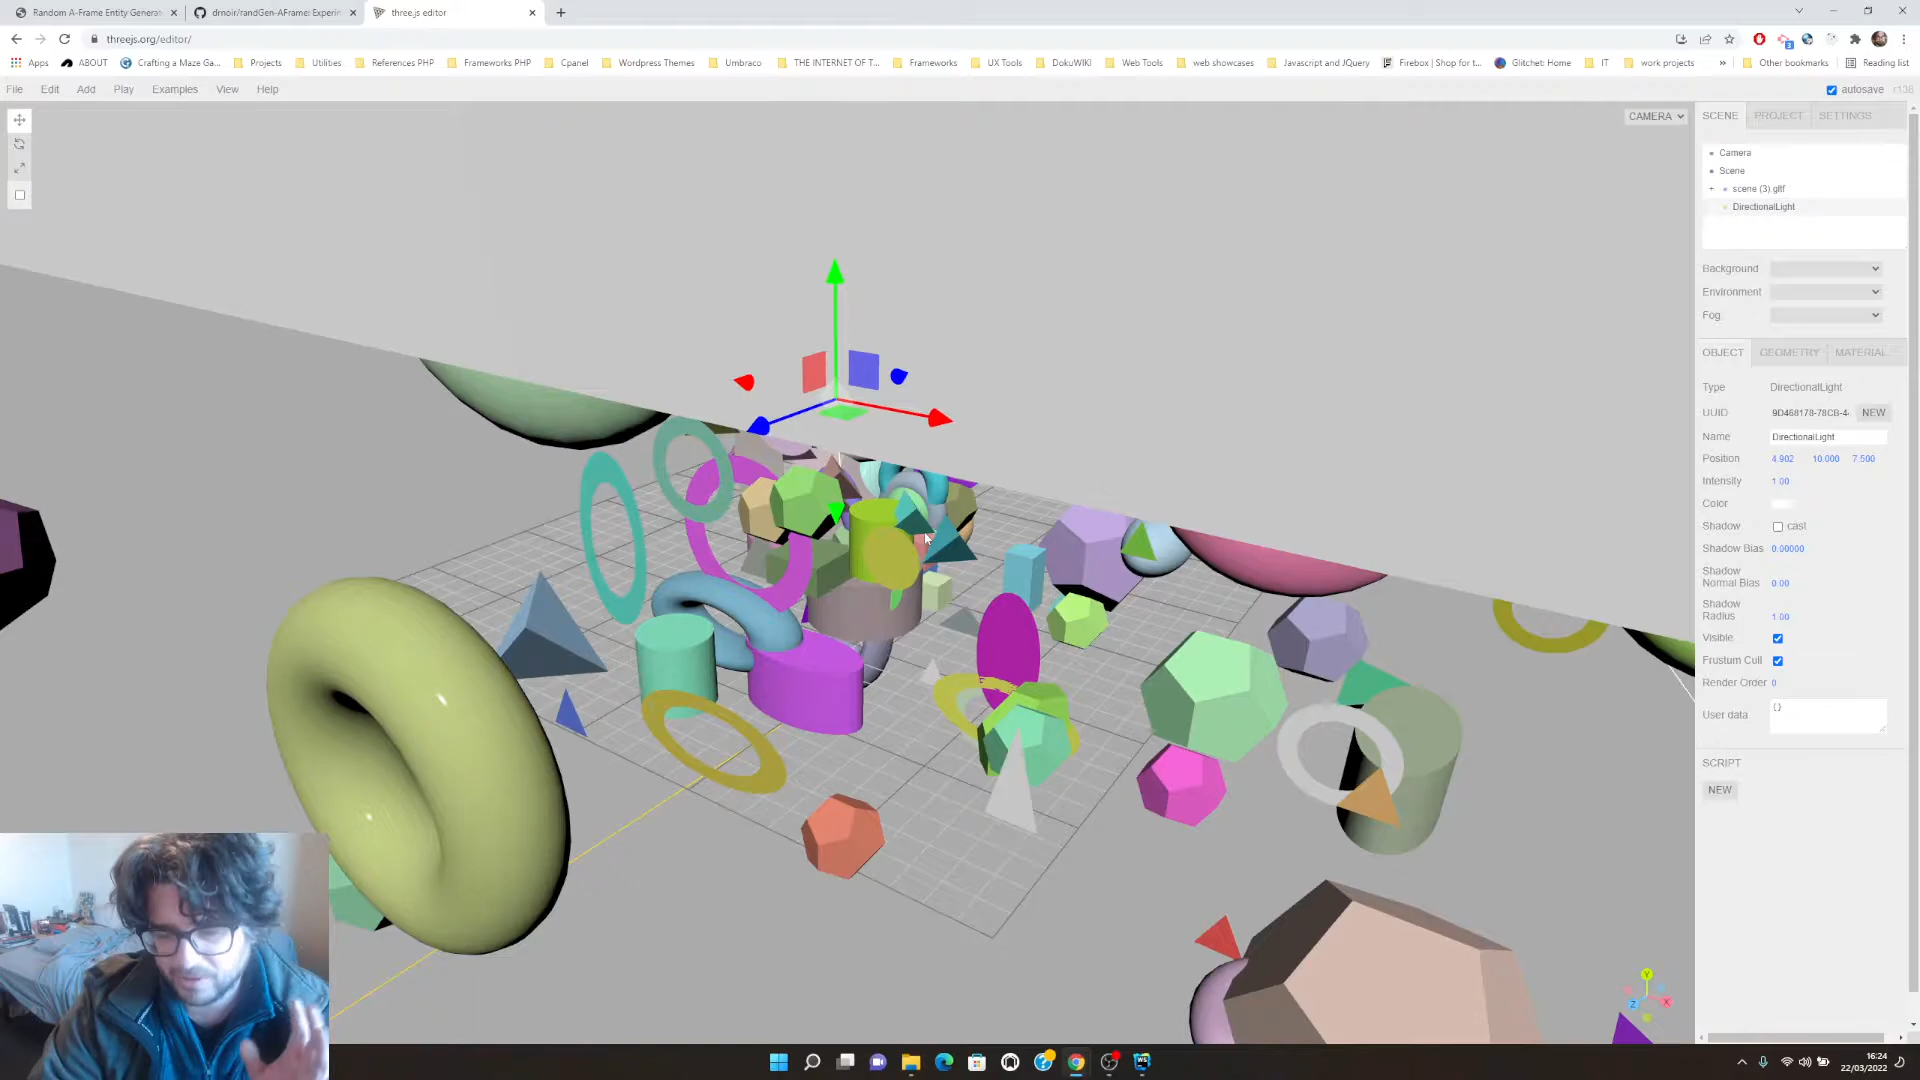 Random A-Frame Entity Generat
drnoir/randGen-AFrame: Experim
three.js editor
threejs.org/editor/
Apps
ABOUT
Crafting a Maze Ga...
Projects
Utilities
References PHP
Frameworks PHP
Cpanel
Wordpress Themes
Umbraco
THE INTERNET OF T...
Frameworks
UX Tools
DokuWIKI
Web Tools
web showcases
Javascript and JQuery
Firebox | Shop for t...
Glitchet: Home
IT
work projects
»
Other bookmarks
Reading list
File
Edit
Add
Play
Examples
View
Help
autosave
r138
CAMERA
SCENE
PROJECT
SETTINGS
Camera
Scene
+ scene (3).gltf
DirectionalLight
Background
Environment
Fog
OBJECT
GEOMETRY
MATERIAL
Type DirectionalLight
UUID 9D468178-78CB-4 NEW
Name DirectionalLight
Position 4.902 10.000 7.500
Intensity 1.00
Color
Shadow cast
Shadow Bias 0.00000
Shadow
Normal Bias 0.00
Shadow
Radius 1.00
Visible
Frustum Cull
Render Order 0
User data {}
SCRIPT
NEW
Y
Z
X
16:24
22/03/2022